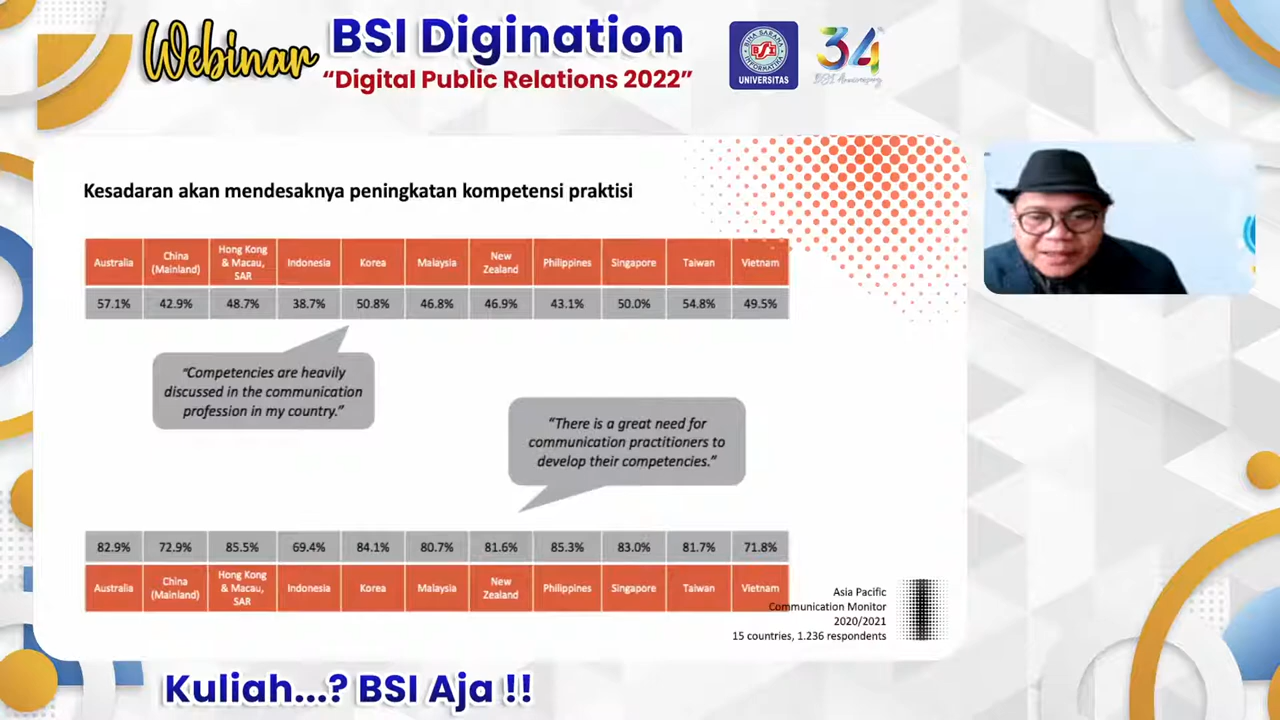 Webinar
BSI Digination
“Digital Public Relations 2022”
BINA SARANA
INFORMATIKA
BSI
UNIVERSITAS
34
BSI Anniversary
Kesadaran akan mendesaknya peningkatan kompetensi praktisi
Australia China (Mainland) Hong Kong & Macau, SAR Indonesia Korea Malaysia New Zealand Philippines Singapore Taiwan Vietnam
57.1% 42.9% 48.7% 38.7% 50.8% 46.8% 46.9% 43.1% 50.0% 54.8% 49.5%
“Competencies are heavily
discussed in the communication
profession in my country.”
“There is a great need for
communication practitioners to
develop their competencies.”
82.9% 72.9% 85.5% 69.4% 84.1% 80.7% 81.6% 85.3% 83.0% 81.7% 71.8%
Australia China (Mainland) Hong Kong & Macau, SAR Indonesia Korea Malaysia New Zealand Philippines Singapore Taiwan Vietnam
Asia Pacific
Communication Monitor
2020/2021
15 countries, 1.236 respondents
Kuliah...? BSI Aja !!